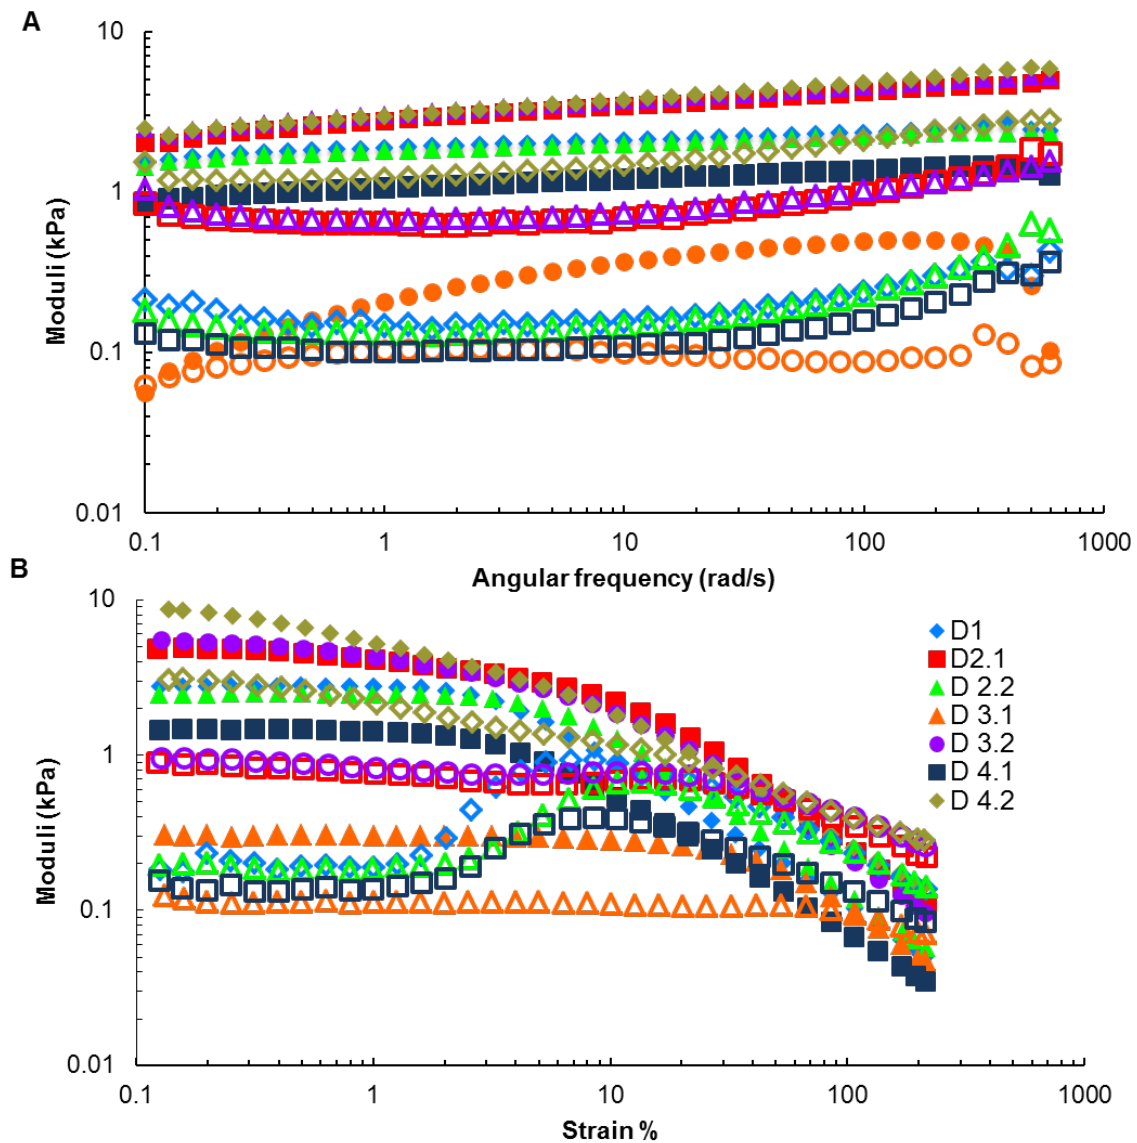 A
10
1
0.1
0.01
Moduli (kPa)
0.1 1 10 100 1000
Angular frequency (rad/s)
B
10
1
0.1
0.01
Moduli (kPa)
D1
D2.1
D 2.2
D 3.1
D 3.2
D 4.1
D 4.2
0.1 1 10 100 1000
Strain %